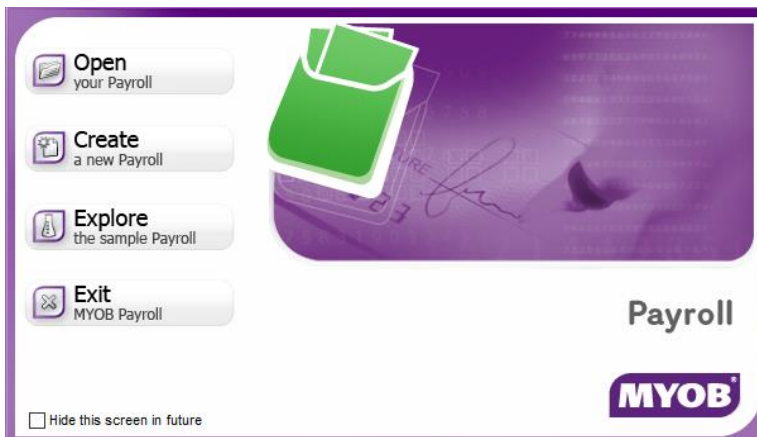 Open
your Payroll
Create
a new Payroll
Explore
the sample Payroll
Exit
MYOB Payroll
Payroll
MYOB®
Hide this screen in future